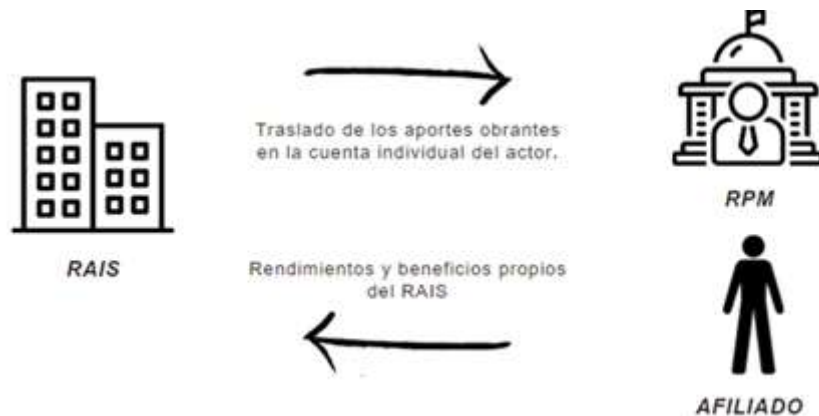 Traslado de los aportes obrantes
en la cuenta individual del actor.
RPM
RAIS
Rendimientos y beneficios propios
del RAIS
AFILIADO